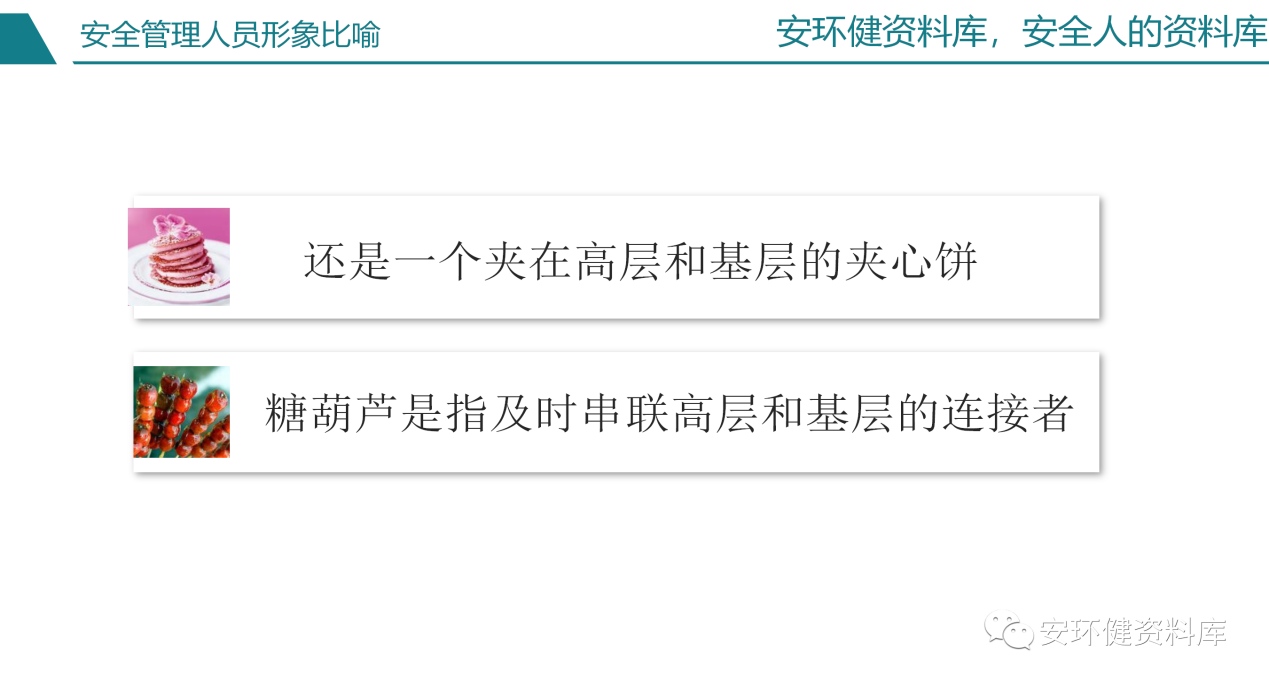 安全管理人员形象比喻
安环健资料库，安全人的资料库
还是一个夹在高层和基层的夹心饼
糖葫芦是指及时串联高层和基层的连接者
安环健资料库